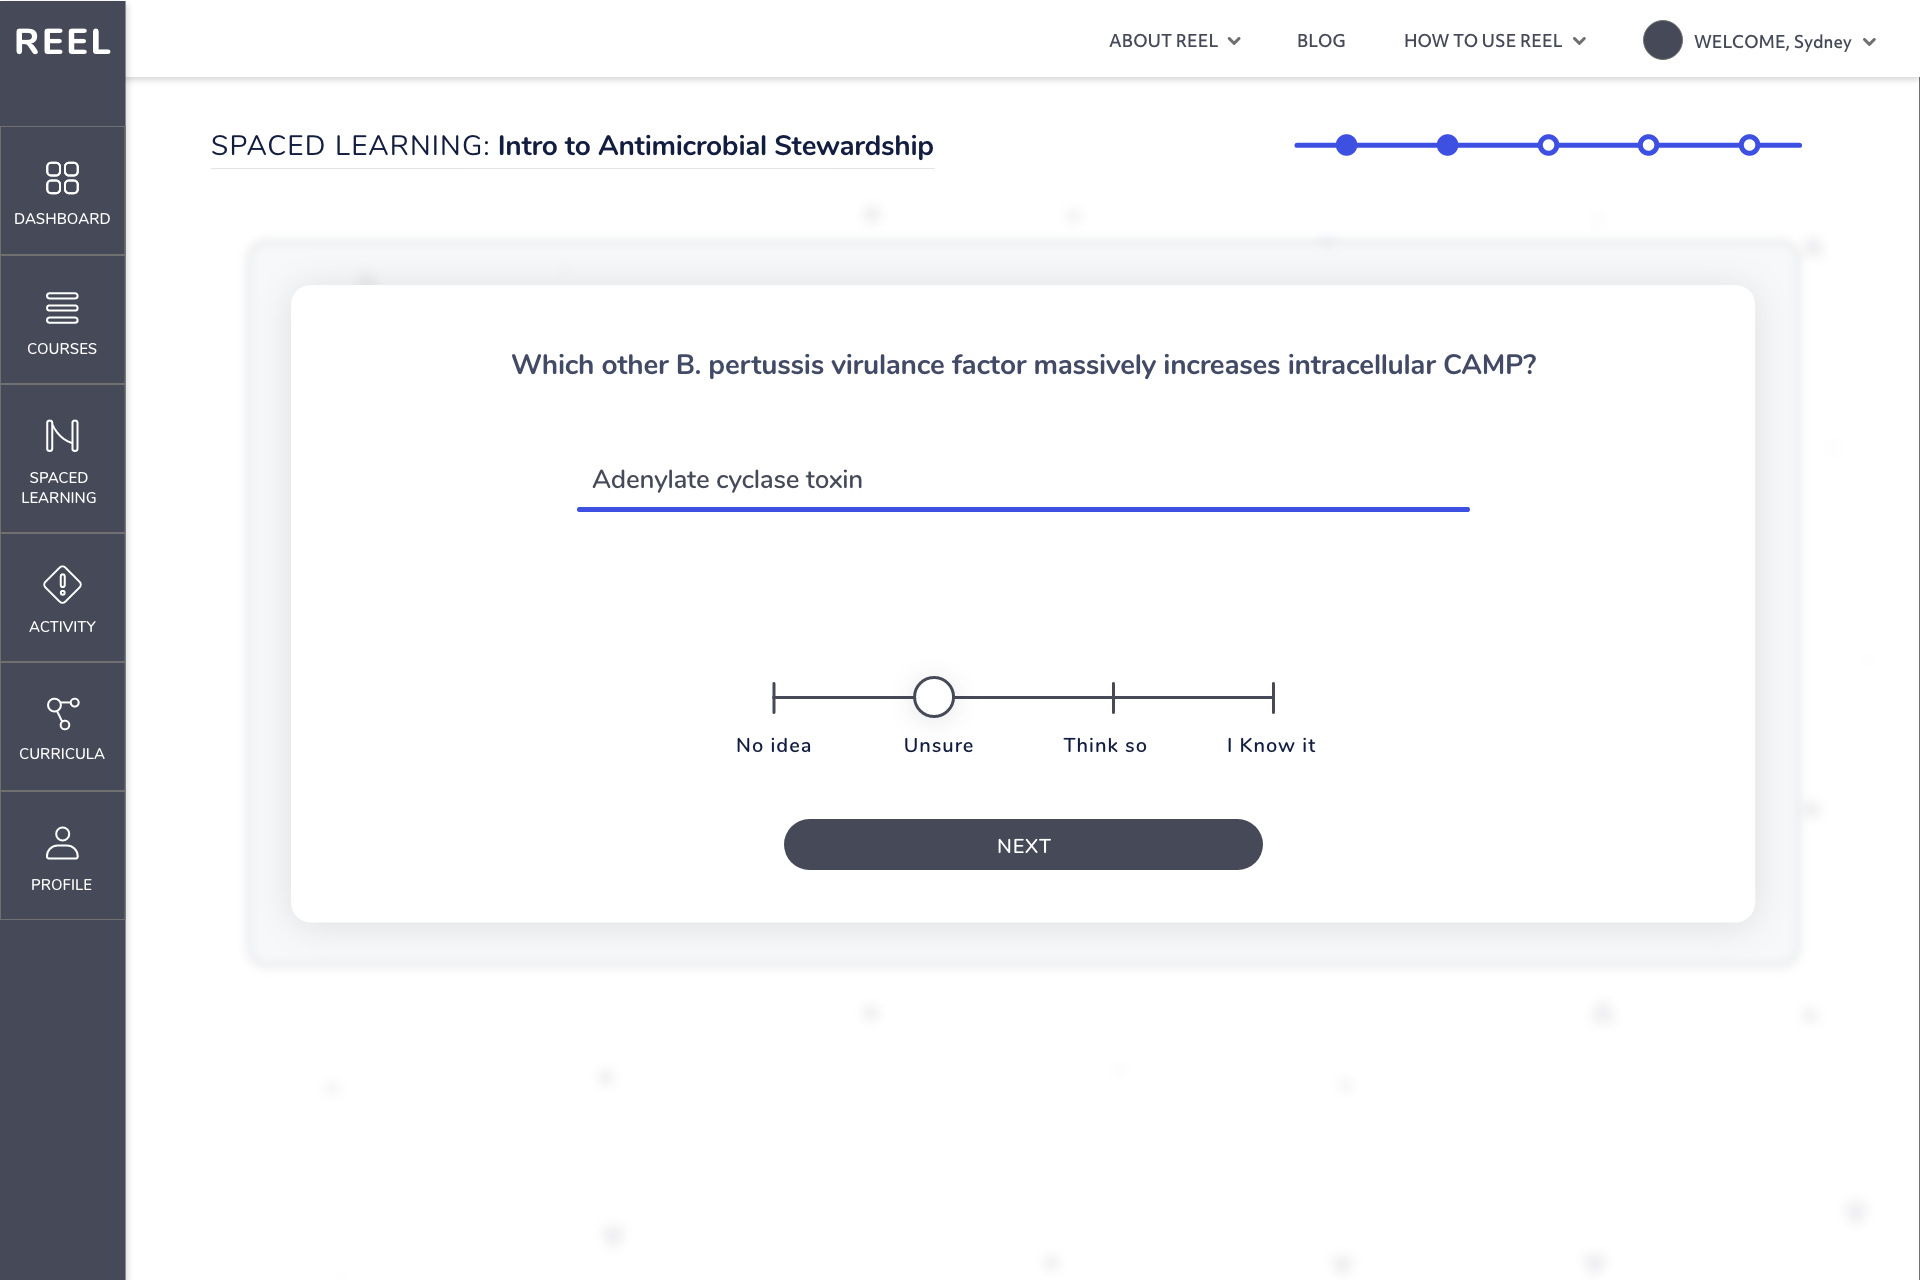 REEL
ABOUT REEL
BLOG
HOW TO USE REEL
WELCOME, Sydney
SPACED LEARNING: Intro to Antimicrobial Stewardship
DASHBOARD
COURSES
SPACED
LEARNING
ACTIVITY
CURRICULA
PROFILE
Which other B. pertussis virulance factor massively increases intracellular CAMP?
Adenylate cyclase toxin
No idea
Unsure
Think so
I Know it
NEXT